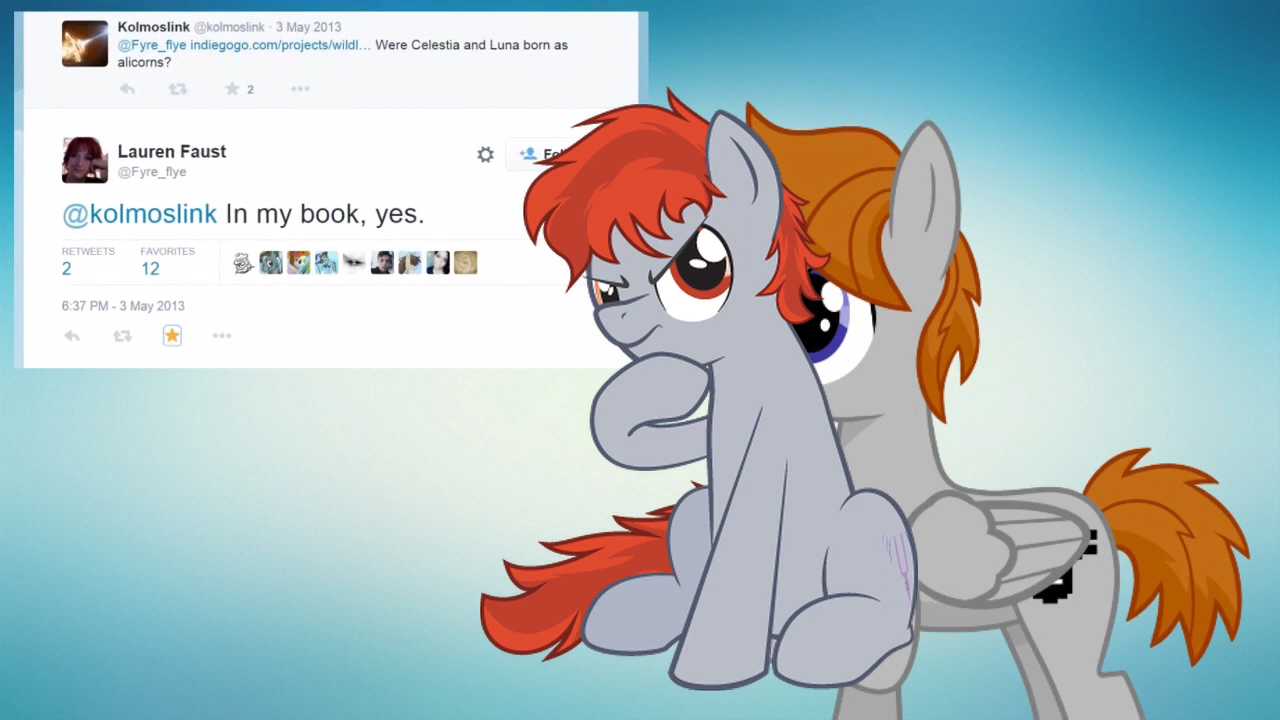 Kolmoslink @kolmoslink · 3 May 2013
@Fyre_flye indiegogo.com/projects/wildl... Were Celestia and Luna born as
alicorns?
2
Lauren Faust
@Fyre_flye
@kolmoslink In my book, yes.
RETWEETS FAVORITES
2 12
6:37 PM - 3 May 2013